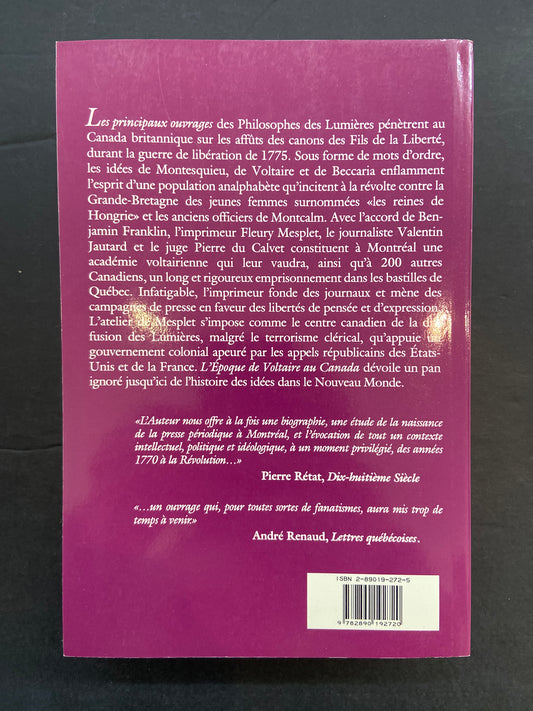 Les principaux ouvrages des Philosophes des Lumières pénètrent au
Canada britannique sur les affûts des canons des Fils de la Liberté,
durant la guerre de libération de 1775. Sous forme de mots d'ordre,
les idées de Montesquieu, de Voltaire et de Beccaria enflamment
l'esprit d'une population analphabète qu'incitent à la révolte contre la
Grande-Bretagne des jeunes femmes surnommées «les reines de
Hongrie» et les anciens officiers de Montcalm. Avec l'accord de Ben-
jamin Franklin, l'imprimeur Fleury Mesplet, le journaliste Valentin
Jautard et le juge Pierre du Calvet constituent à Montréal une
académie voltairienne qui leur vaudra, ainsi qu'à 200 autres
Canadiens, un long et rigoureux emprisonnement dans les bastilles de
Québec. Infatigable, l'imprimeur fonde des journaux et mène des
campagnes de presse en faveur des libertés de pensée et d'expression.
L'atelier de Mesplet s'impose comme le centre canadien de la dif-
fusion des Lumières, malgré le terrorisme clérical, qu'appuie un
gouvernement colonial apeuré par les appels républicains des États-
Unis et de la France. L'Époque de Voltaire au Canada dévoile un pan
ignoré jusqu'ici de l'histoire des idées dans le Nouveau Monde.
«L'Auteur nous offre à la fois une biographie, une étude de la naissance
de la presse périodique à Montréal, et l'évocation de tout un contexte
intellectuel, politique et idéologique, à un moment privilégié, des années
1770 à la Révolution...»
Pierre Rétat, Dix-huitième Siècle
«...un ouvrage qui, pour toutes sortes de fanatismes, aura mis trop de
temps à venir.»
André Renaud, Lettres québécoises.
ISBN 2-89019-272-5
9 782890 192720